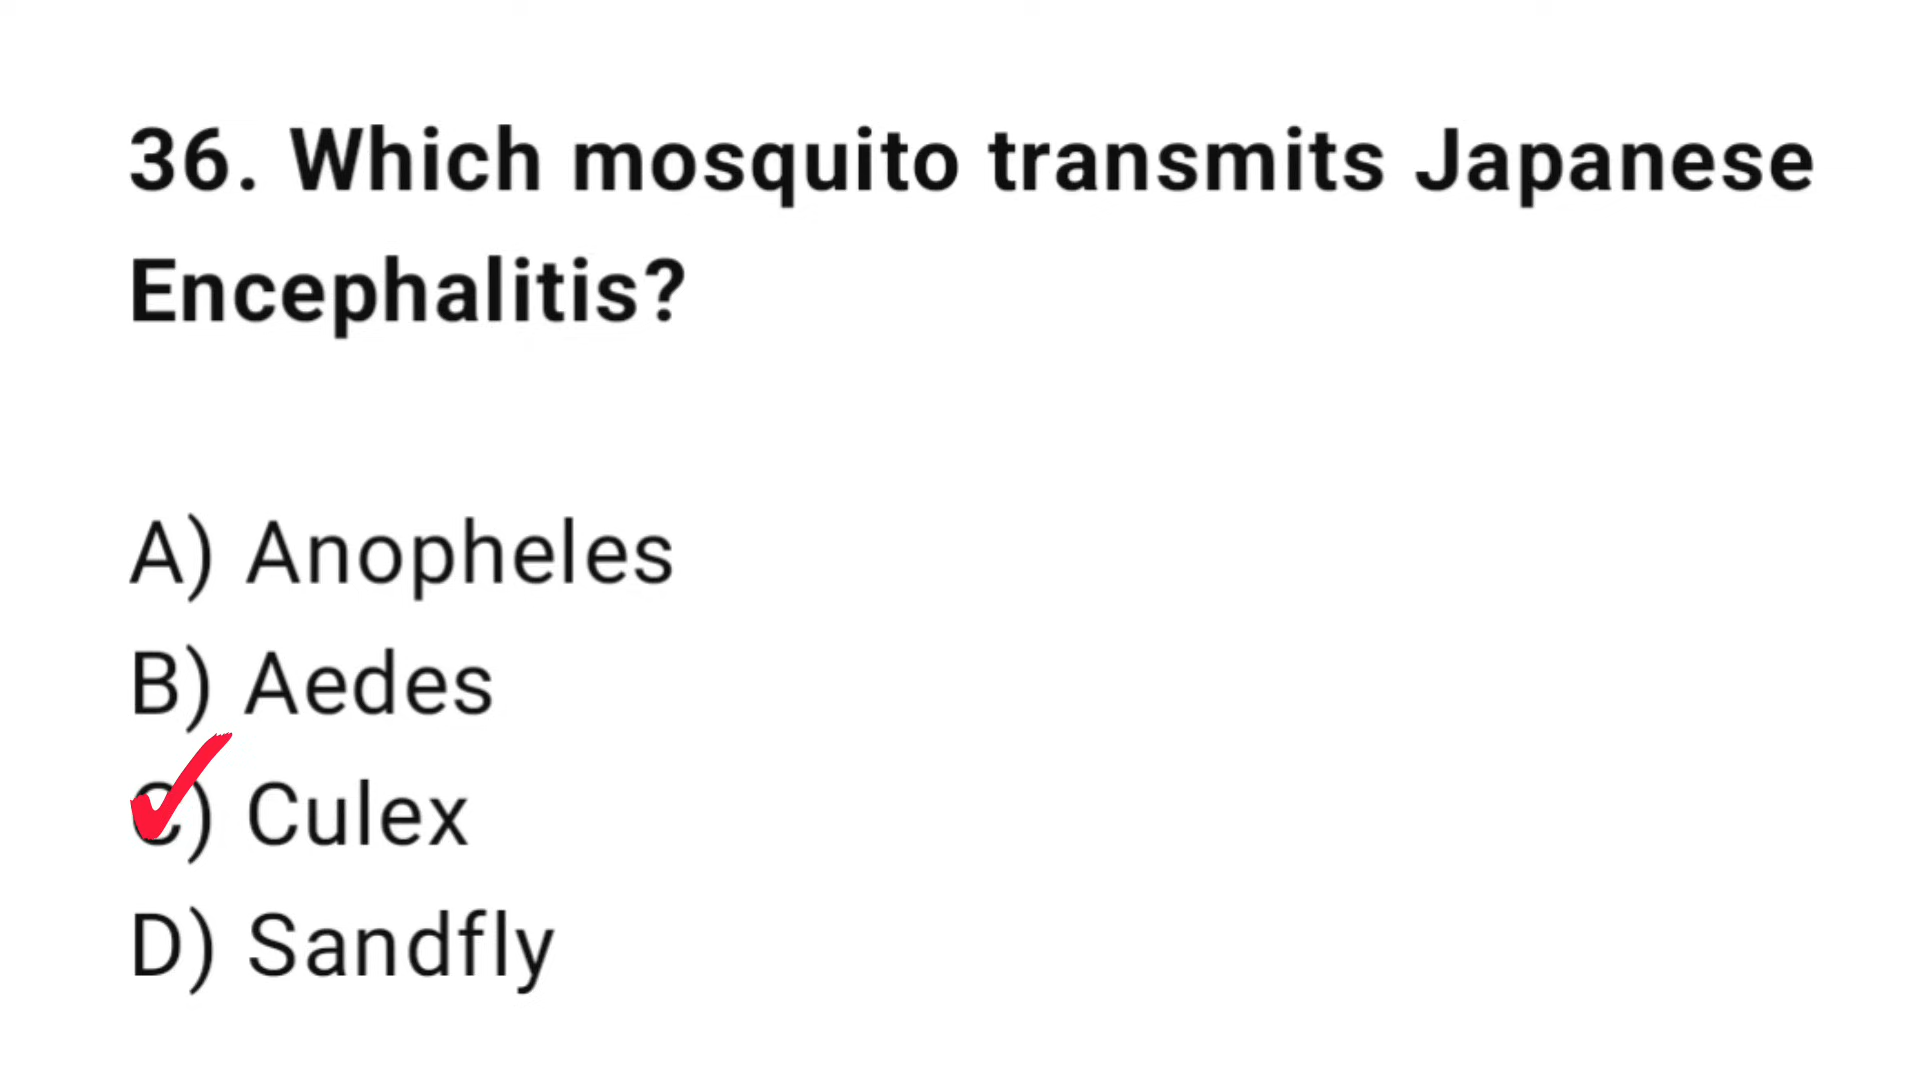 36. Which mosquito transmits Japanese
Encephalitis?
A) Anopheles
B) Aedes
C) Culex
D) Sandfly